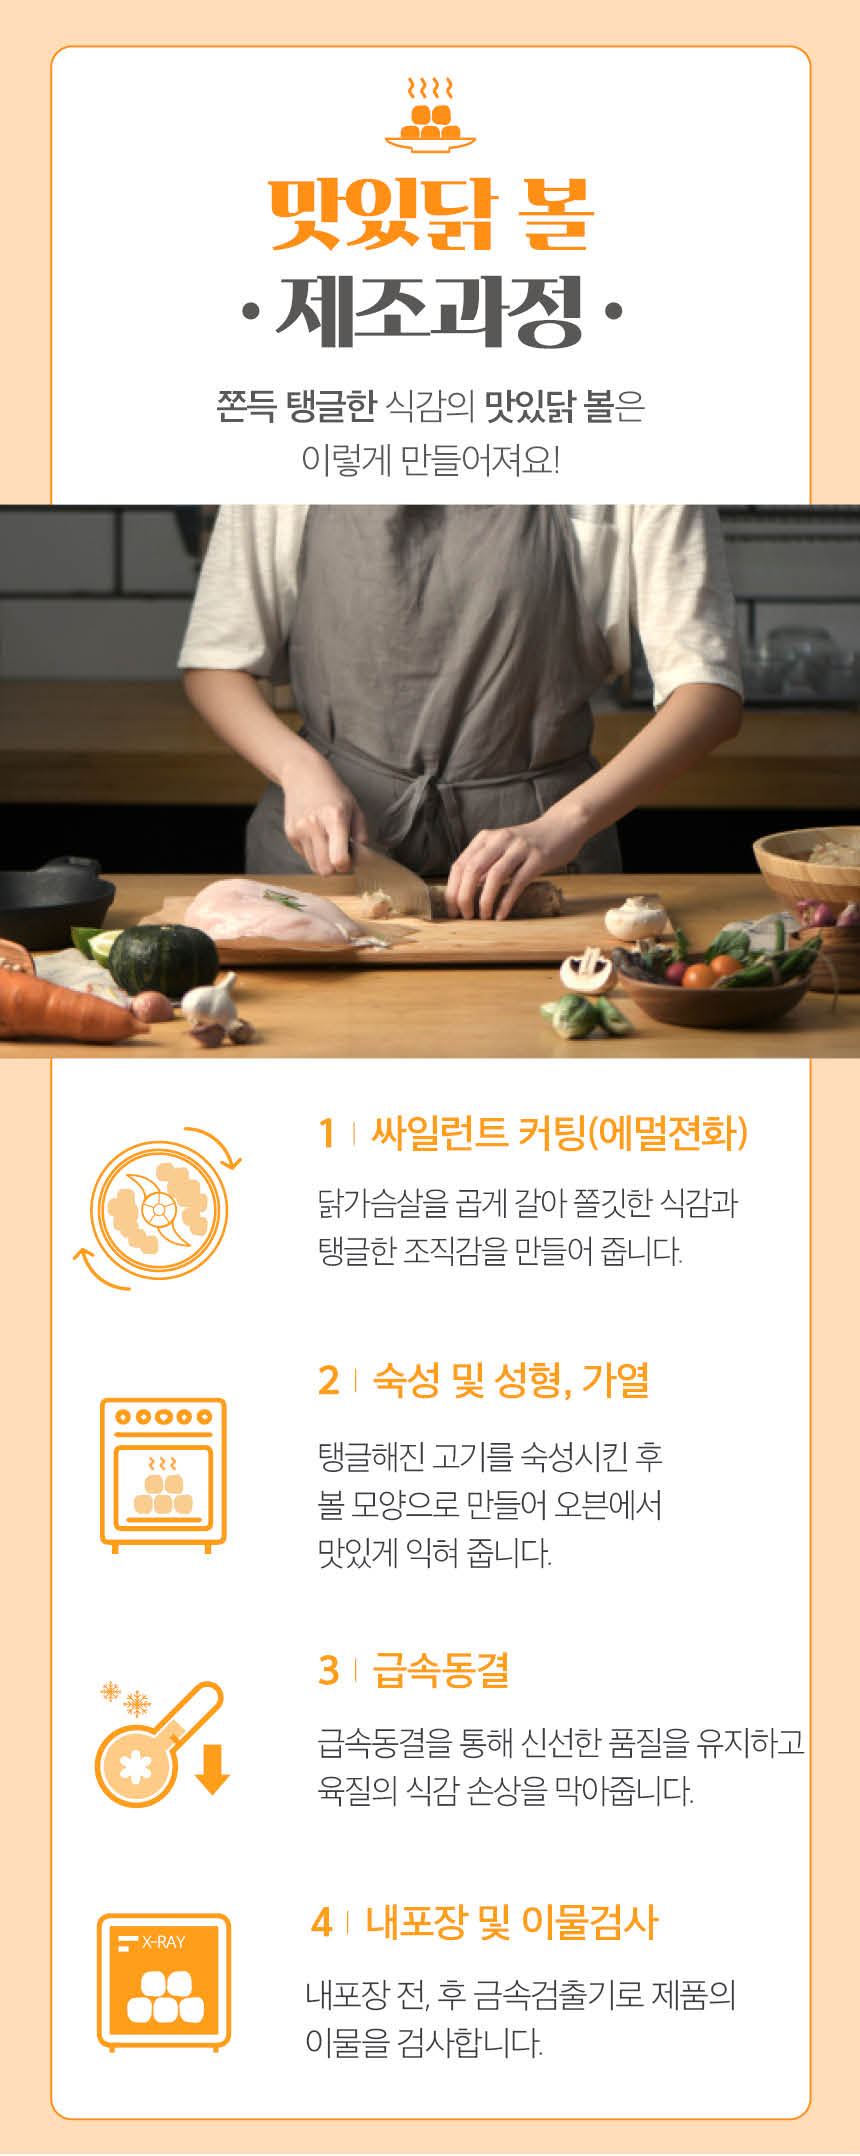 맛있닭 볼
• 제조과정 •
쫀득 탱글한 식감의 맛있닭 볼은
이렇게 만들어져요!
1 | 싸일런트 커팅(에멀젼화)
닭가슴살을 곱게 갈아 쫄깃한 식감과
탱글한 조직감을 만들어 줍니다.
2 | 숙성 및 성형, 가열
탱글해진 고기를 숙성시킨 후
볼 모양으로 만들어 오븐에서
맛있게 익혀 줍니다.
3 | 급속동결
급속동결을 통해 신선한 품질을 유지하고
육질의 식감 손상을 막아줍니다.
X-RAY
4 | 내포장 및 이물검사
내포장 전, 후 금속검출기로 제품의
이물을 검사합니다.